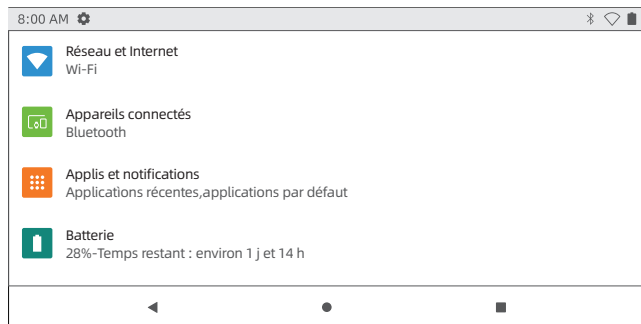 8:00 AM
Réseau et Internet
Wi-Fi
Appareils connectés
Bluetooth
Applis et notifications
Applications récentes,applications par défaut
Batterie
28%-Temps restant : environ 1 j et 14 h